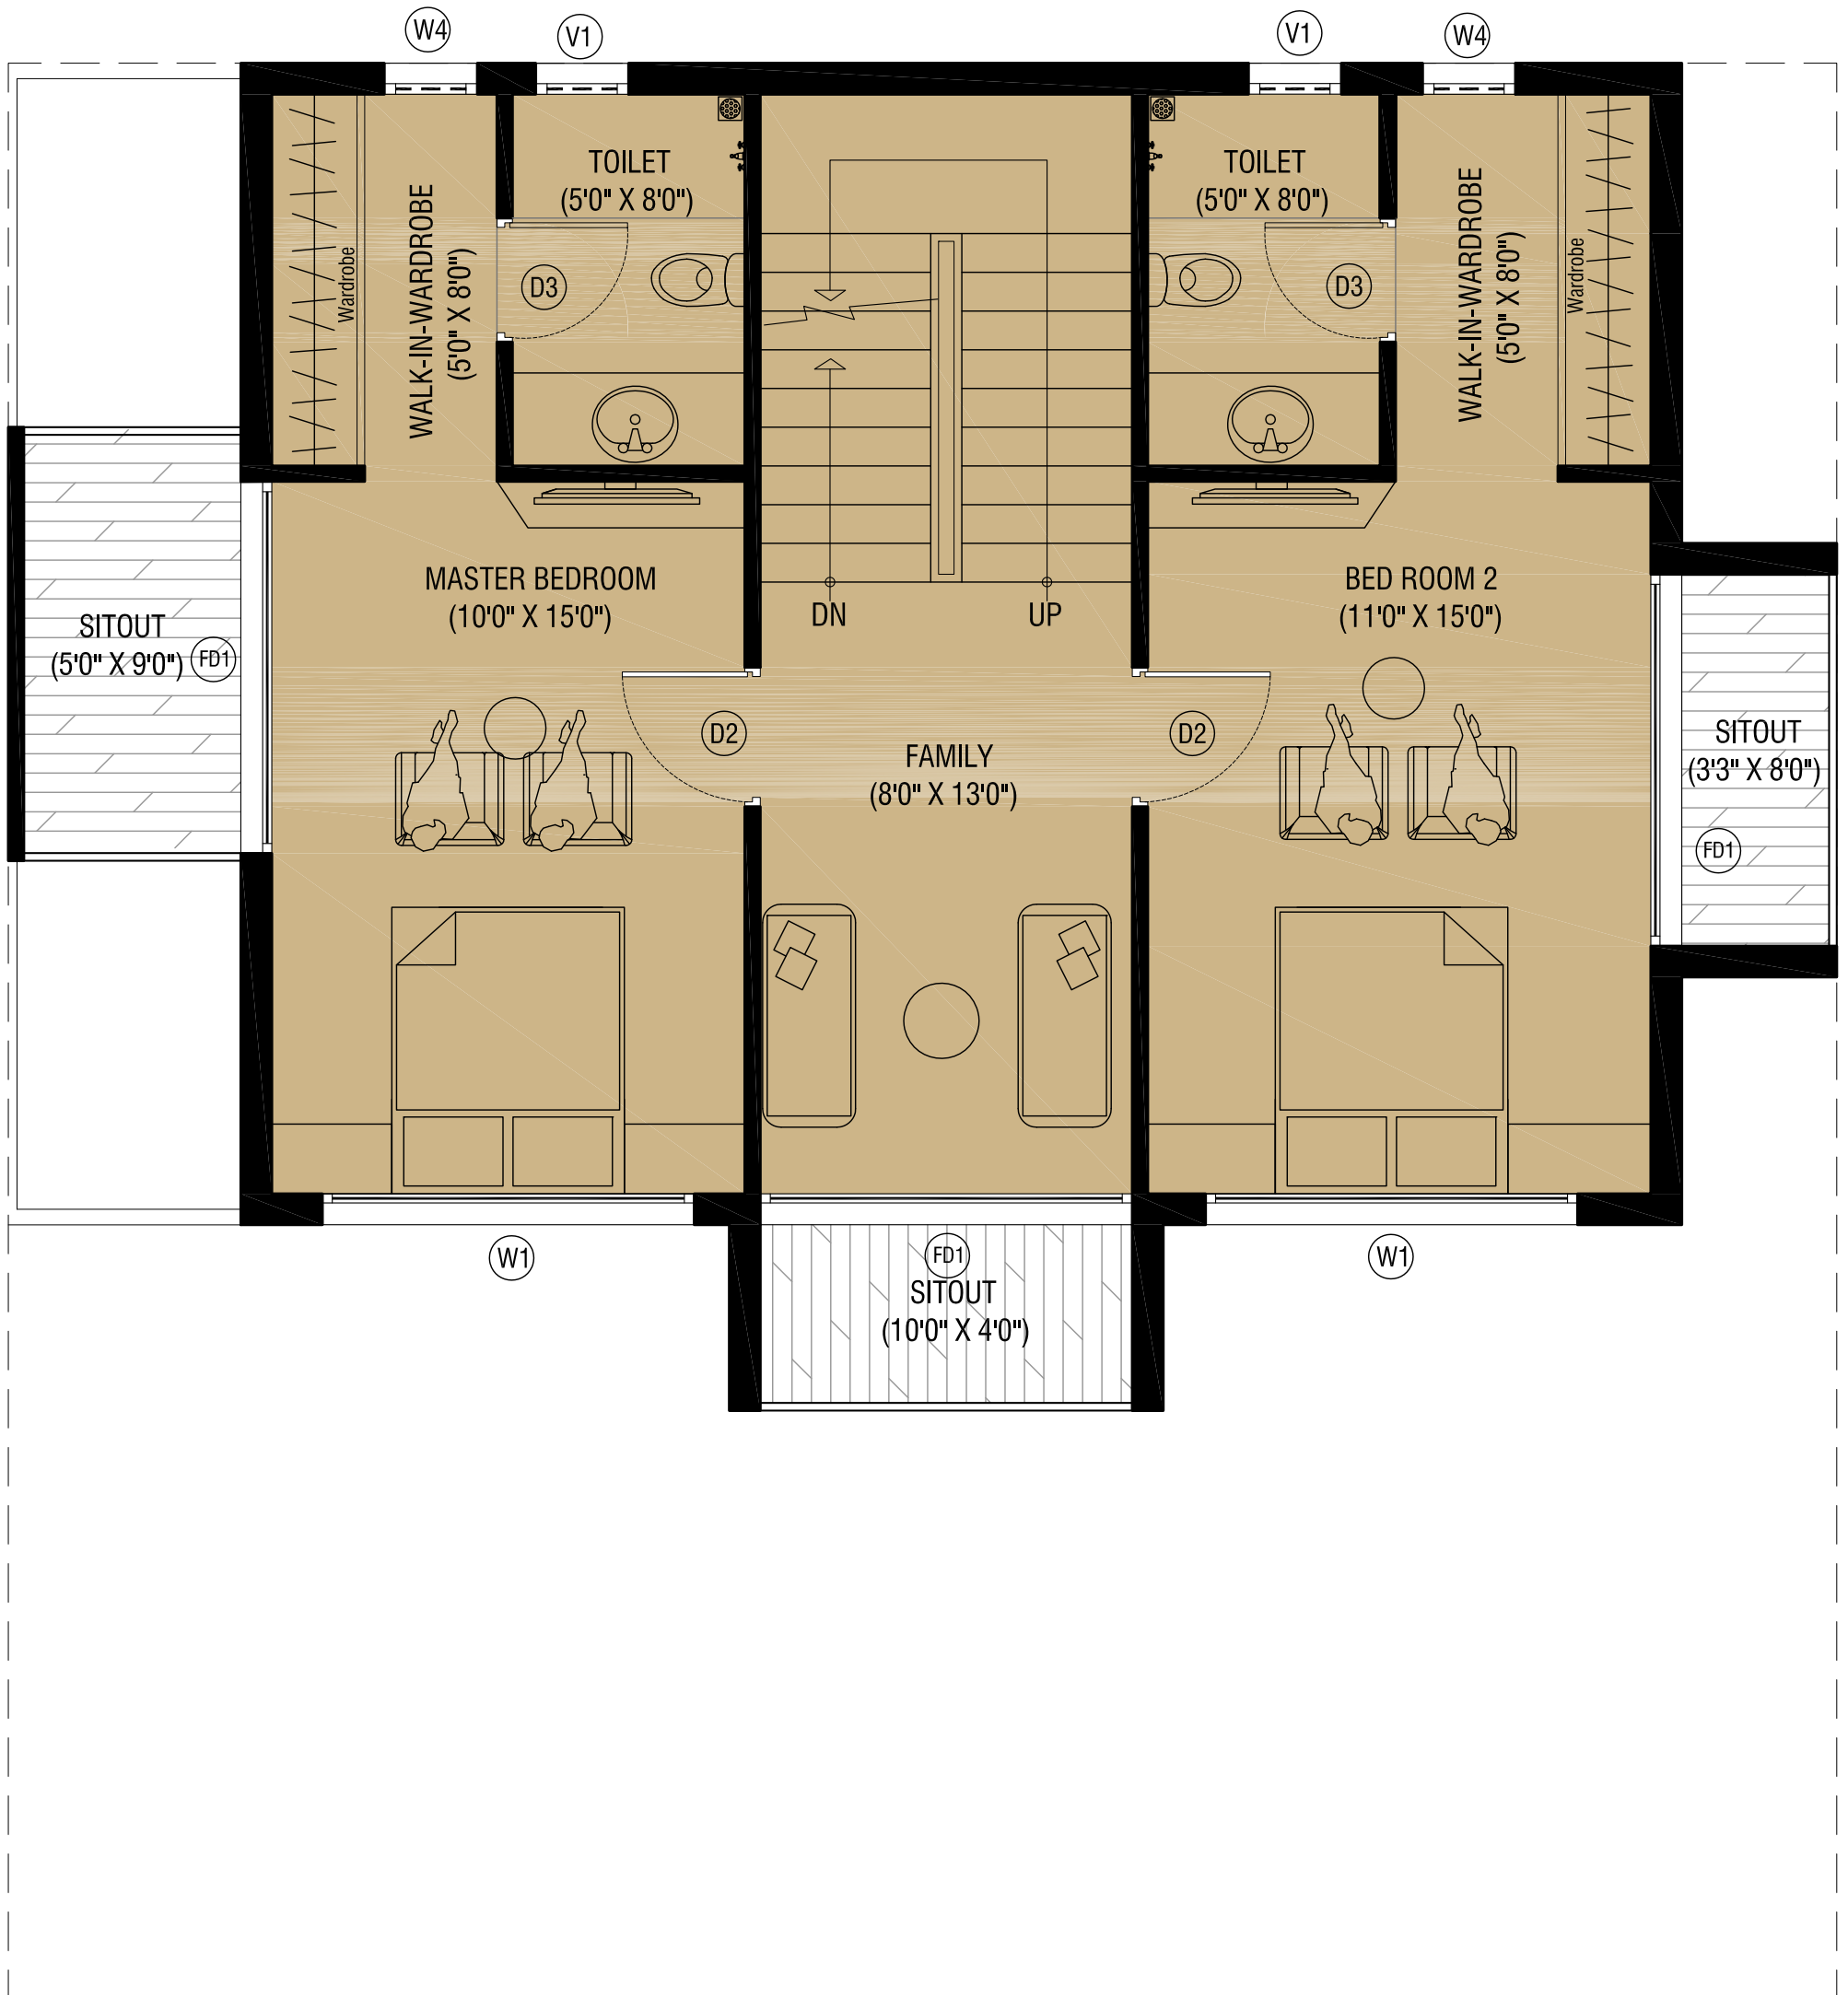 W4
V1
V1
W4
TOILET
(5'0" X 8'0")
TOILET
(5'0" X 8'0")
WALK-IN-WARDROBE
(5'0" X 8'0")
Wardrobe
D3
D3
WALK-IN-WARDROBE
(5'0" X 8'0")
Wardrobe
MASTER BEDROOM
(10'0" X 15'0")
DN
UP
BED ROOM 2
(11'0" X 15'0")
SITOUT
(5'0" X 9'0")
FD1
D2
D2
FAMILY
(8'0" X 13'0")
SITOUT
(3'3" X 8'0")
FD1
W1
FD1
SITOUT
(10'0" X 4'0")
W1